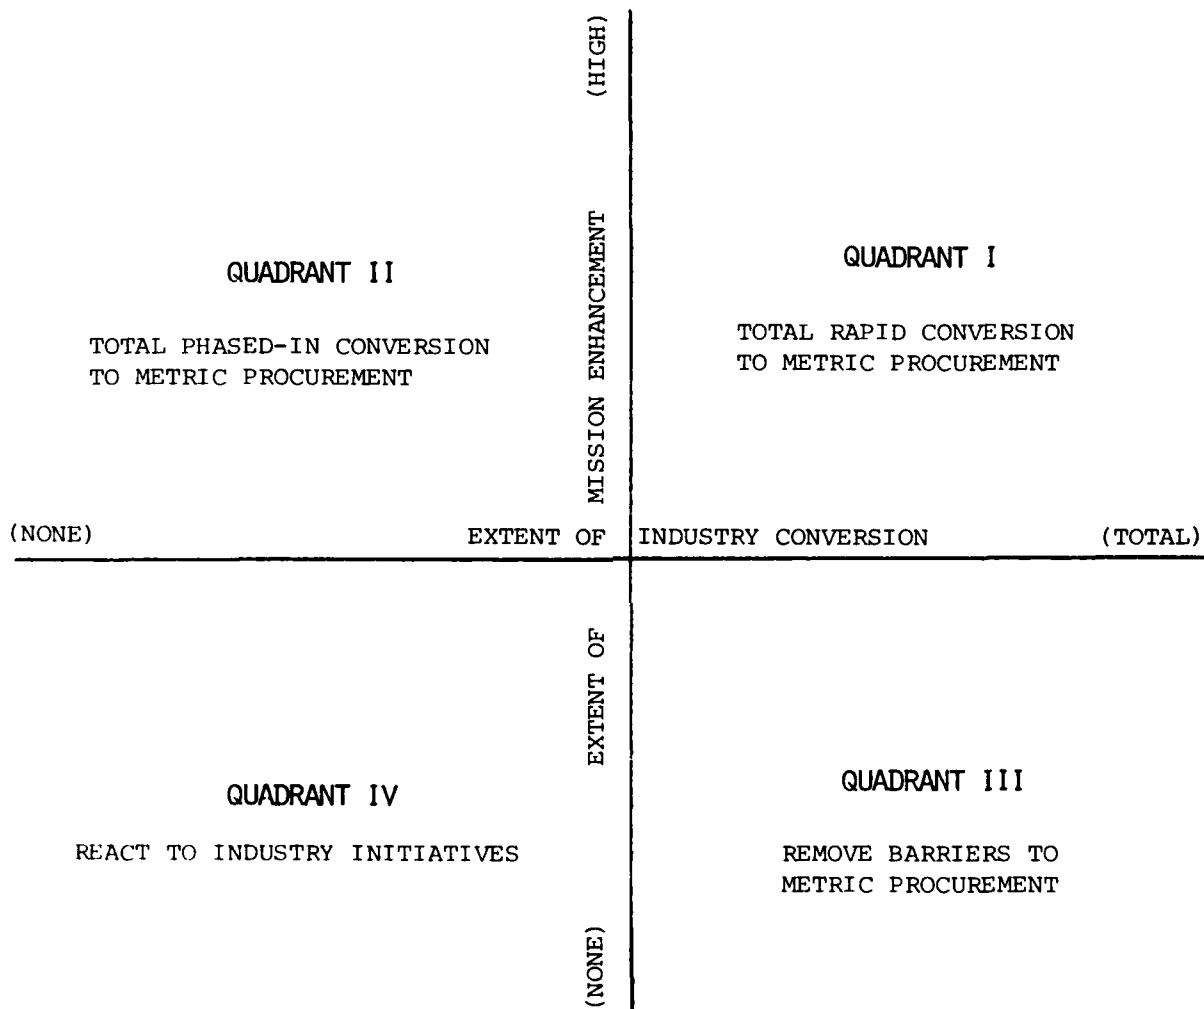 (HIGH)
MISSION ENHANCEMENT
QUADRANT II
TOTAL PHASED-IN CONVERSION
TO METRIC PROCUREMENT
QUADRANT I
TOTAL RAPID CONVERSION
TO METRIC PROCUREMENT
(NONE) EXTENT OF INDUSTRY CONVERSION (TOTAL)
EXTENT OF
QUADRANT IV
REACT TO INDUSTRY INITIATIVES
QUADRANT III
REMOVE BARRIERS TO
METRIC PROCUREMENT
(NONE)